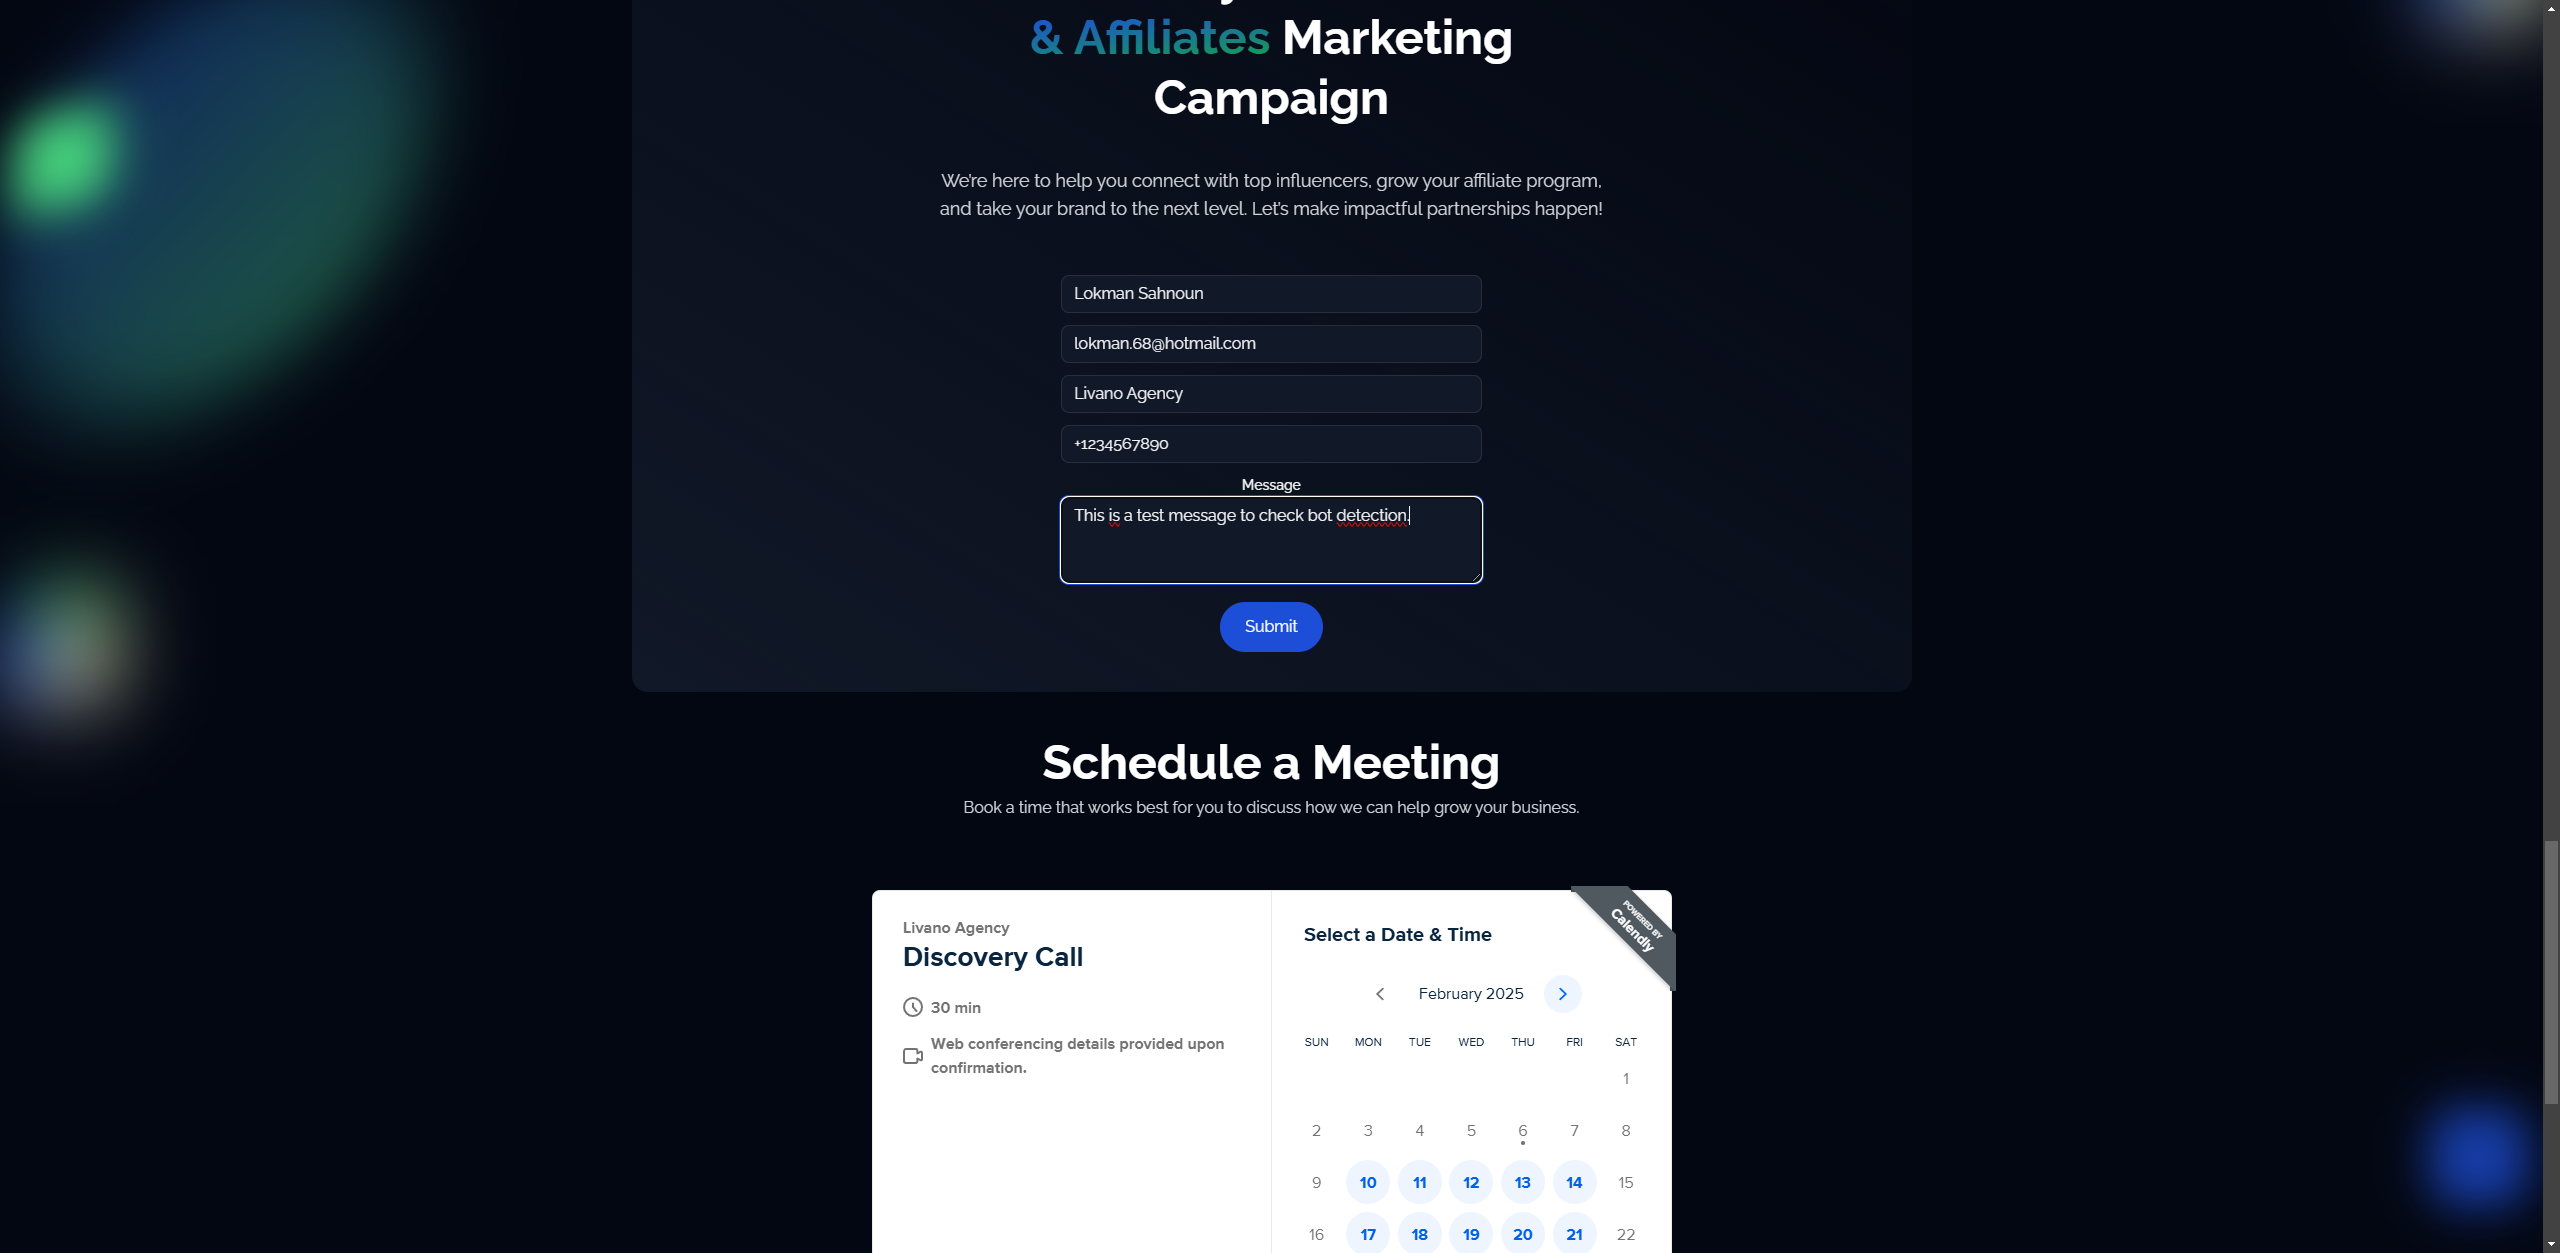 & Affiliates Marketing
Campaign
We're here to help you connect with top influencers, grow your affiliate program,
and take your brand to the next level. Let's make impactful partnerships happen!
Lokman Sahnoun
lokman.68@hotmail.com
Livano Agency
+1234567890
Message
This is a test message to check bot detection.
Submit
Schedule a Meeting
Book a time that works best for you to discuss how we can help grow your business.
Livano Agency
Discovery Call
30 min
Web conferencing details provided upon
confirmation.
POWERED BY
Calendly
Select a Date & Time
February 2025
SUN MON TUE WED THU FRI SAT
1
2 3 4 5 6 7 8
9 10 11 12 13 14 15
16 17 18 19 20 21 22